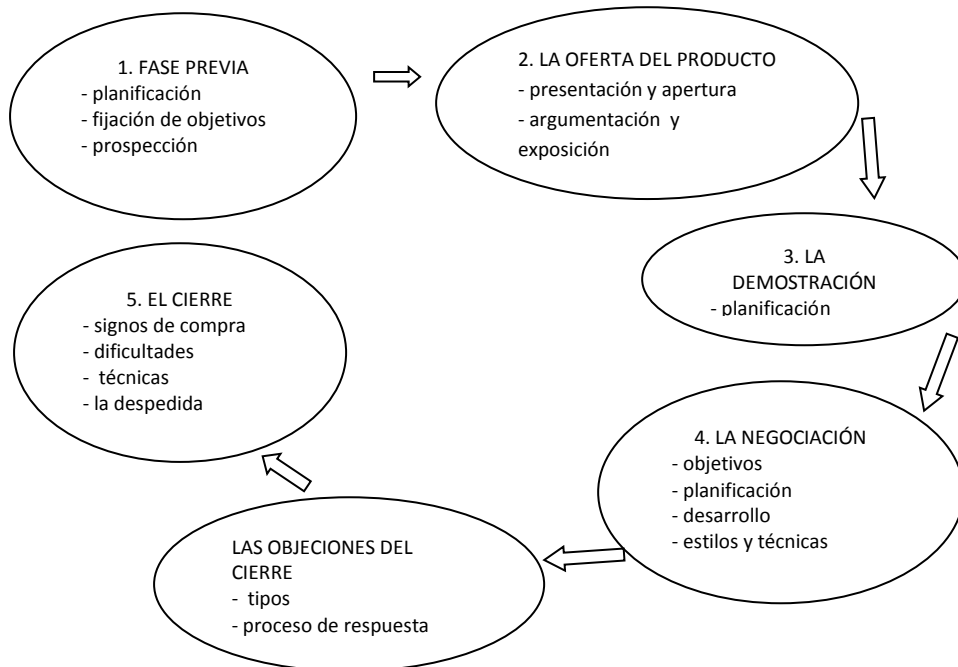 1. FASE PREVIA
- planificación
- fijación de objetivos
- prospección
2. LA OFERTA DEL PRODUCTO
- presentación y apertura
- argumentación y
exposición
3. LA
DEMOSTRACIÓN
- planificación
4. LA NEGOCIACIÓN
- objetivos
- planificación
- desarrollo
- estilos y técnicas
LAS OBJECIONES DEL
CIERRE
- tipos
- proceso de respuesta
5. EL CIERRE
- signos de compra
- dificultades
- técnicas
- la despedida